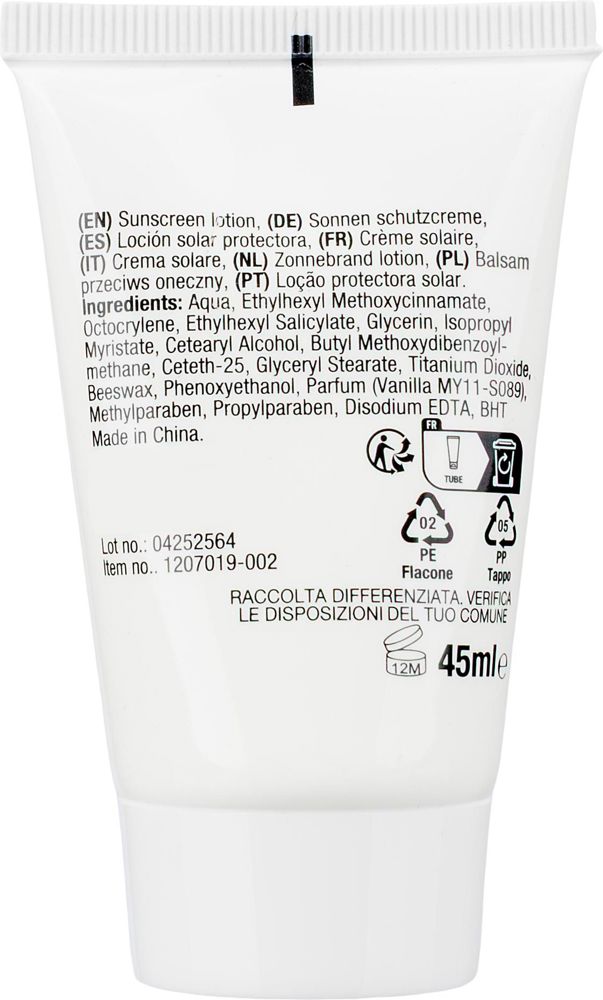 (EN) Sunscreen lotion, (DE) Sonnen schutzcreme,
(ES) Loción solar protectora, (FR) Crème solaire,
(IT) Crema solare, (NL) Zonnebrand lotion, (PL) Balsam
przeciws oneczny, (PT) Loção protectora solar.
Ingredients: Aqua, Ethylhexyl Methoxycinnamate,
Octocrylene, Ethylhexyl Salicylate, Glycerin, Isopropyl
Myristate, Cetearyl Alcohol, Butyl Methoxydibenzoyl-
methane, Ceteth-25, Glyceryl Stearate, Titanium Dioxide,
Beeswax, Phenoxyethanol, Parfum (Vanilla MY11-S089),
Methylparaben, Propylparaben, Disodium EDTA, BHT
Made in China.
FR
TUBE
02
PE
Flacone
05
PP
Tappo
Lot no.: 04252564
Item no.. 1207019-002
RACCOLTA DIFFERENZIATA. VERIFICA
LE DISPOSIZIONI DEL TUO COMUNE
12M
45ml e